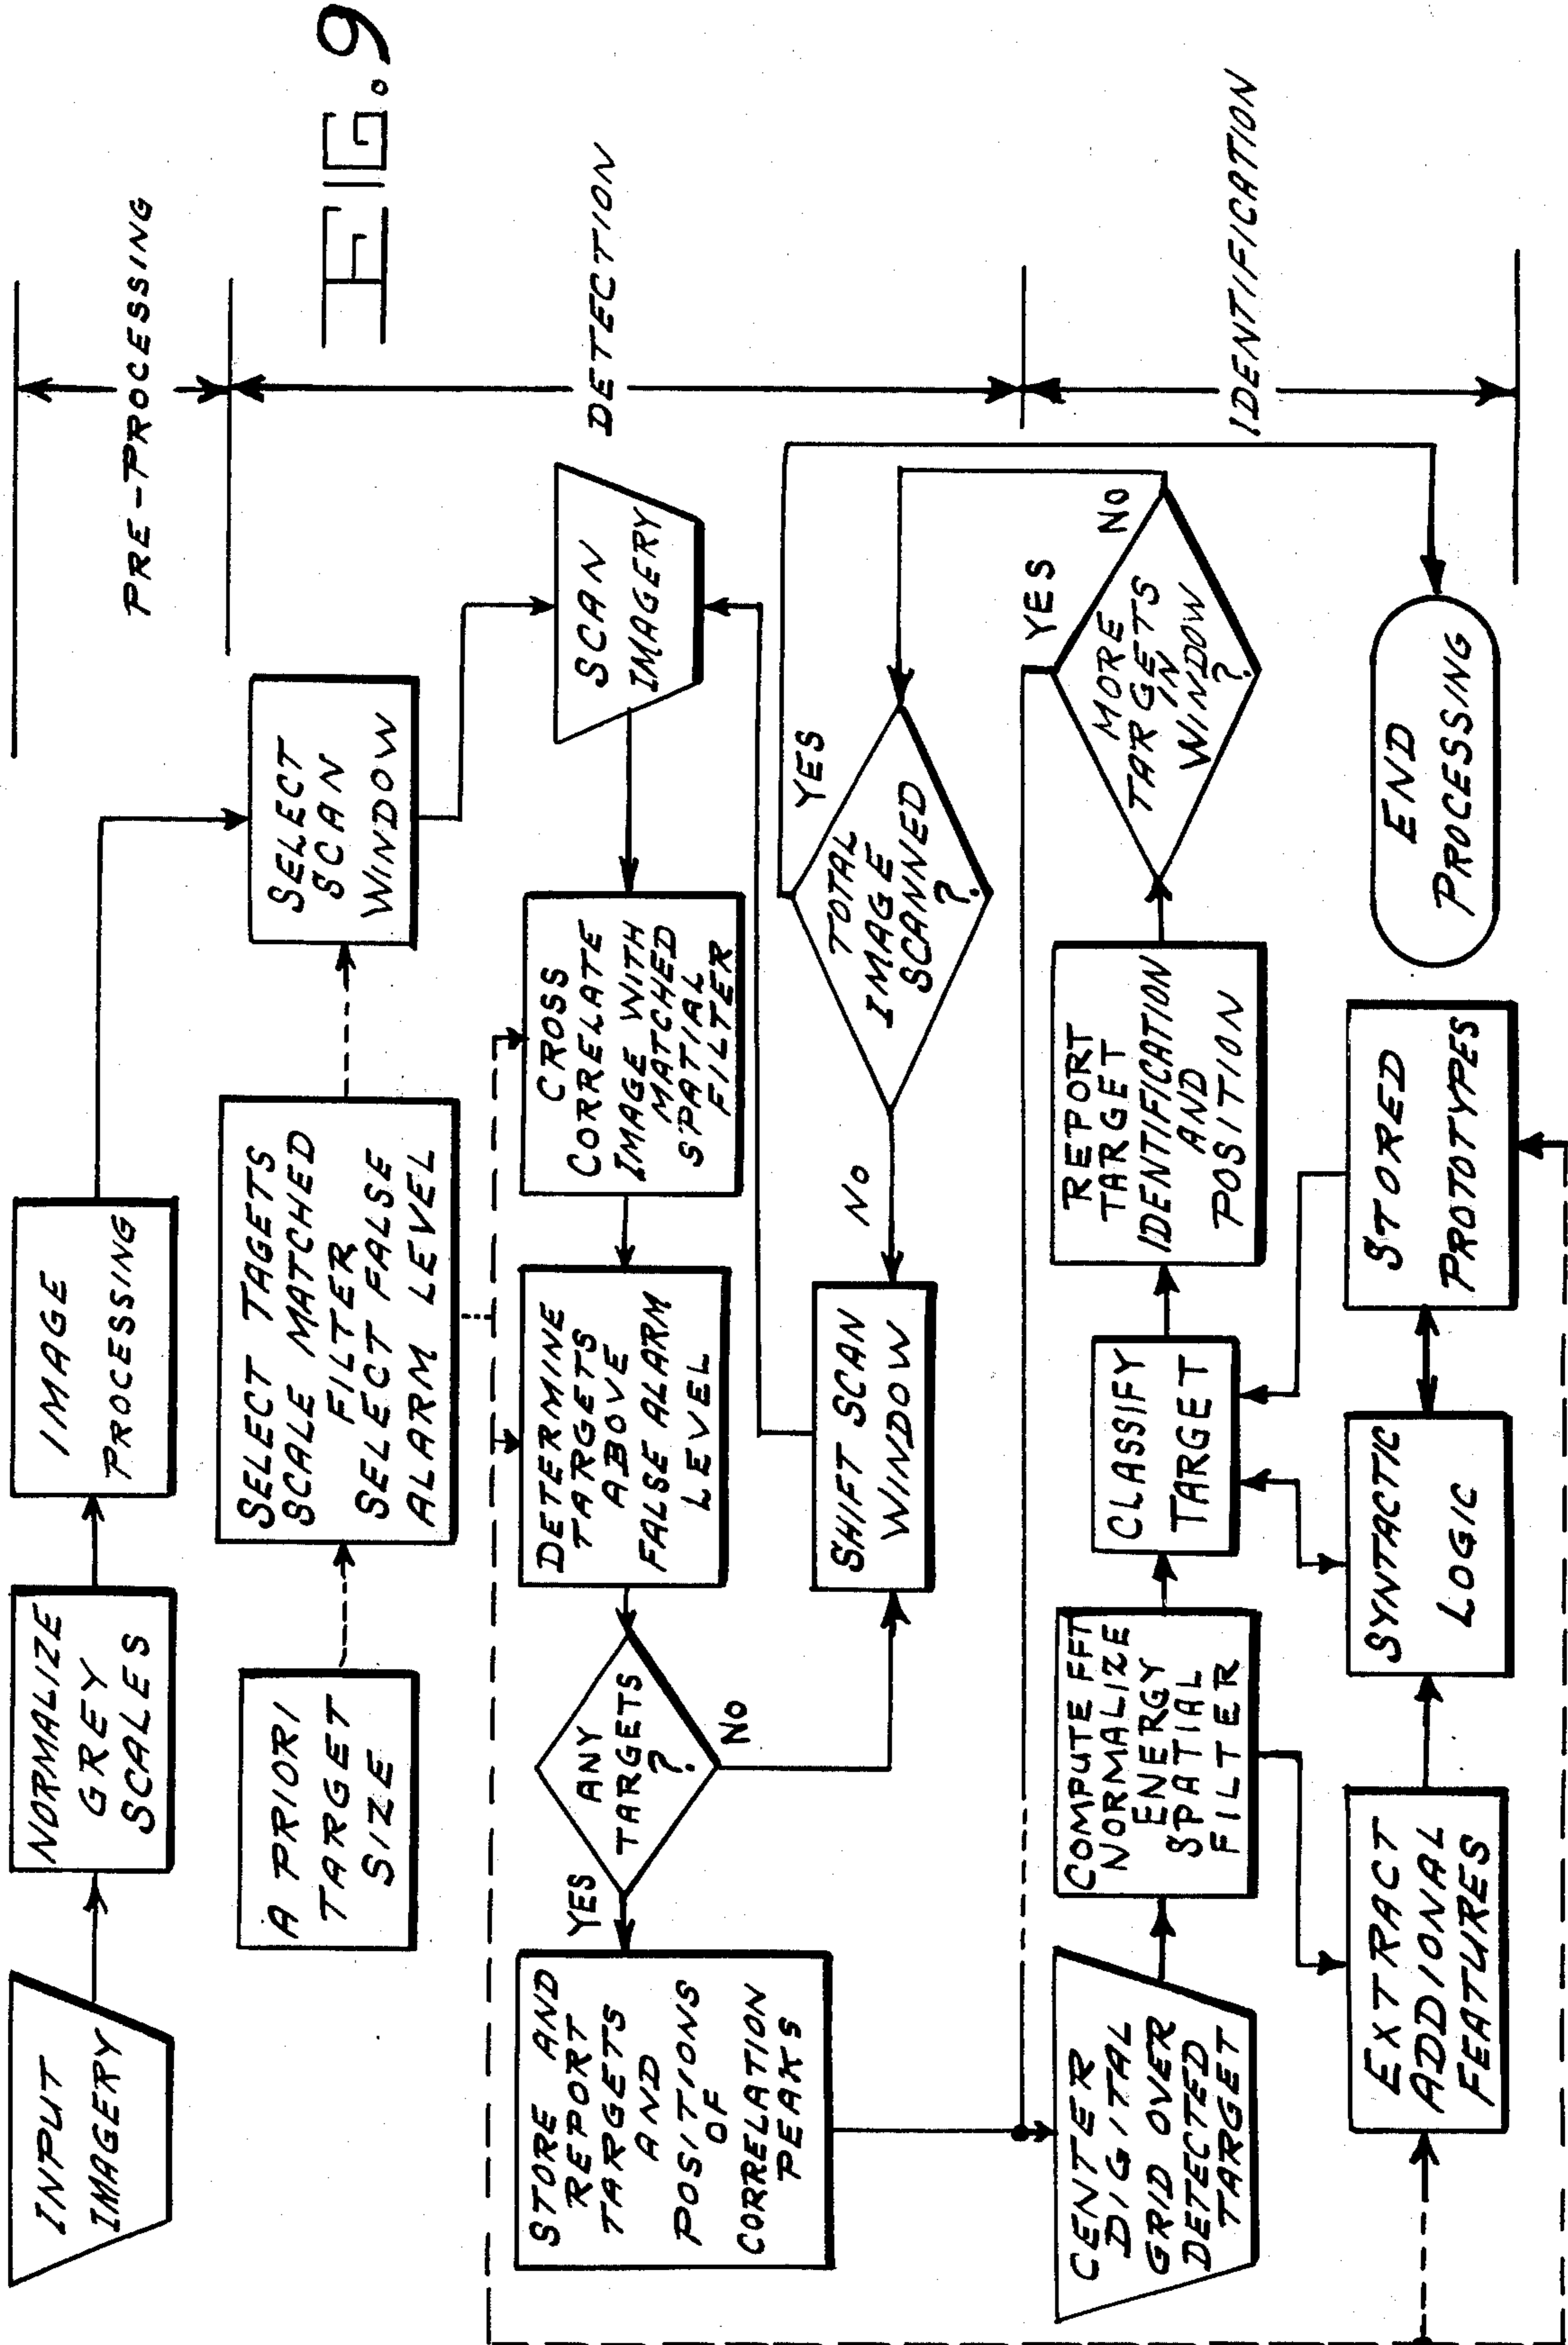 FIG. 9
PRE-PROCESSING
INPUT
IMAGERY
NORMALIZE
GREY
SCALES
IMAGE
PROCESSING
A PRIORI
TARGET
SIZE
SELECT TAGETS
SCALE MATCHED
FILTER
SELECT FALSE
ALARM LEVEL
SELECT
SCAN
WINDOW
DETECTION
STORE AND
REPORT
TARGETS
AND
POSITIONS
OF
CORRELATION
PEAKS
YES
ANY
TARGETS
?
NO
DETERMINE
TARGETS
ABOVE
FALSE ALARM
LEVEL
CROSS
CORRELATE
IMAGE WITH
MATCHED
SPATIAL
FILTER
SCAN
IMAGERY
SHIFT SCAN
WINDOW
NO
TOTAL
IMAGE
SCANNED
?
YES
CENTER
DIGITAL
GRID OVER
DETECTED
TARGET
COMPUTE FFT
NORMALIZE
ENERGY
SPATIAL
FILTER
CLASSIFY
TARGET
REPORT
TARGET
IDENTIFICATION
AND
POSITION
MORE
TARGETS
IN
WINDOW
?
YES
NO
IDENTIFICATION
EXTRACT
ADDIONAL
FEATURES
SYNTACTIC
LOGIC
STORED
PROTOTYPES
END
PROCESSING